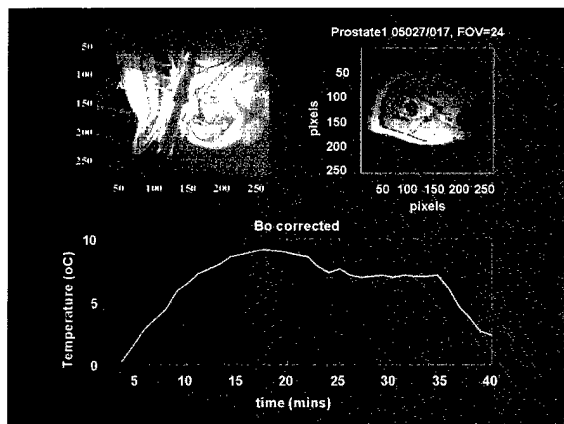 50
100
150
200
250
50 100 150 200 250
Prostate1 05027/017, FOV=24
pixels
50
100
150
200
250
50 100 150 200 250
pixels
Bo corrected
Temperature (oC)
10
5
0
5 10 15 20 25 30 35 40
time (mins)